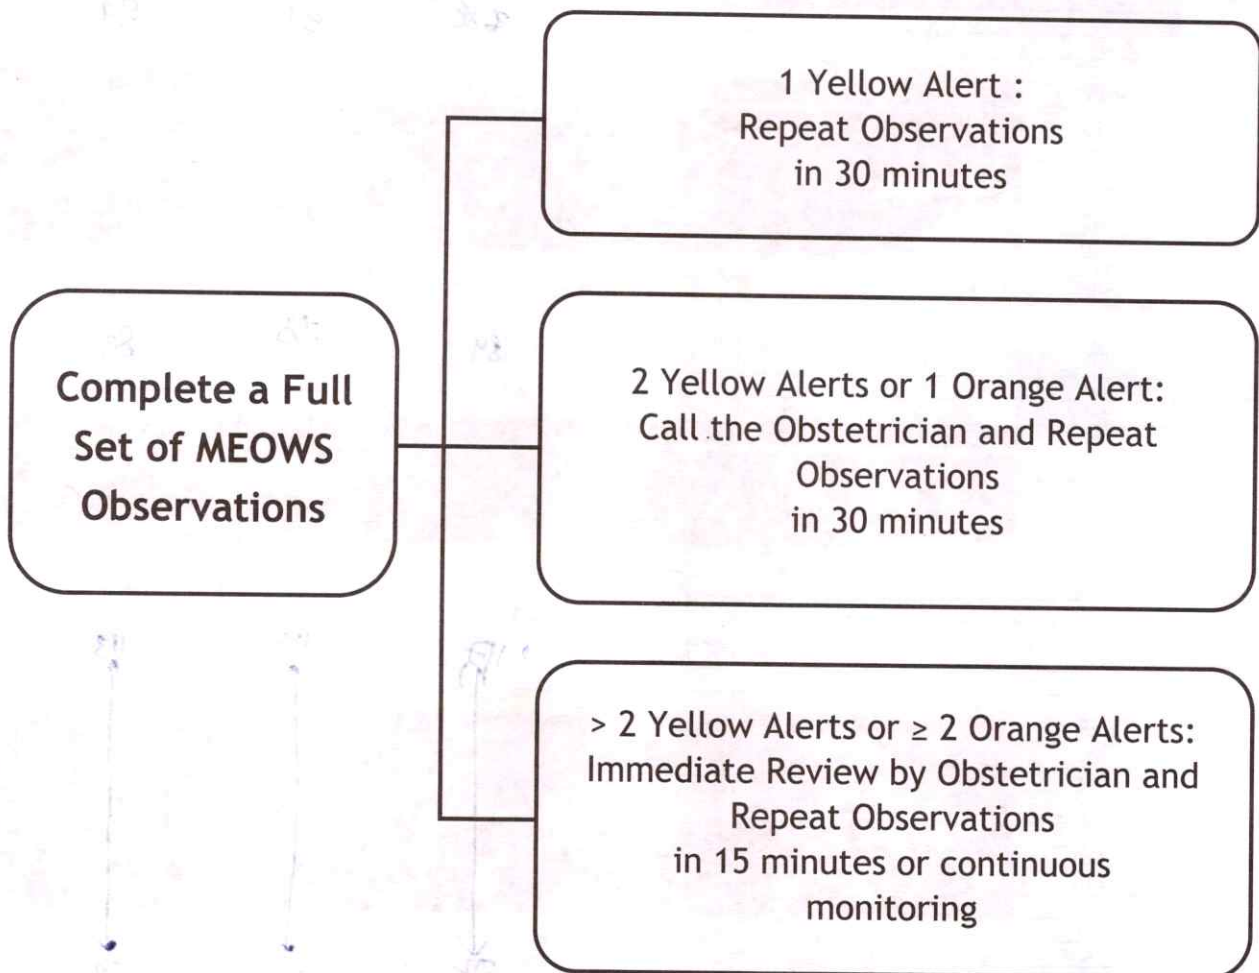 1 Yellow Alert :
Repeat Observations
in 30 minutes
Complete a Full
Set of MEOWS
Observations
2 Yellow Alerts or 1 Orange Alert:
Call the Obstetrician and Repeat
Observations
in 30 minutes
> 2 Yellow Alerts or ≥ 2 Orange Alerts:
Immediate Review by Obstetrician and
Repeat Observations
in 15 minutes or continuous
monitoring